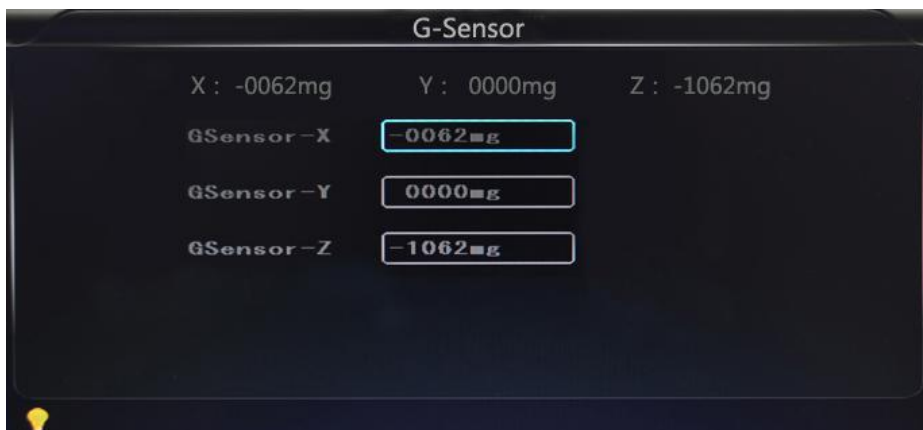 G-Sensor
X : -0062mg Y : 0000mg Z : -1062mg
GSensor-X -0062mg
GSensor-Y 0000mg
GSensor-Z -1062mg